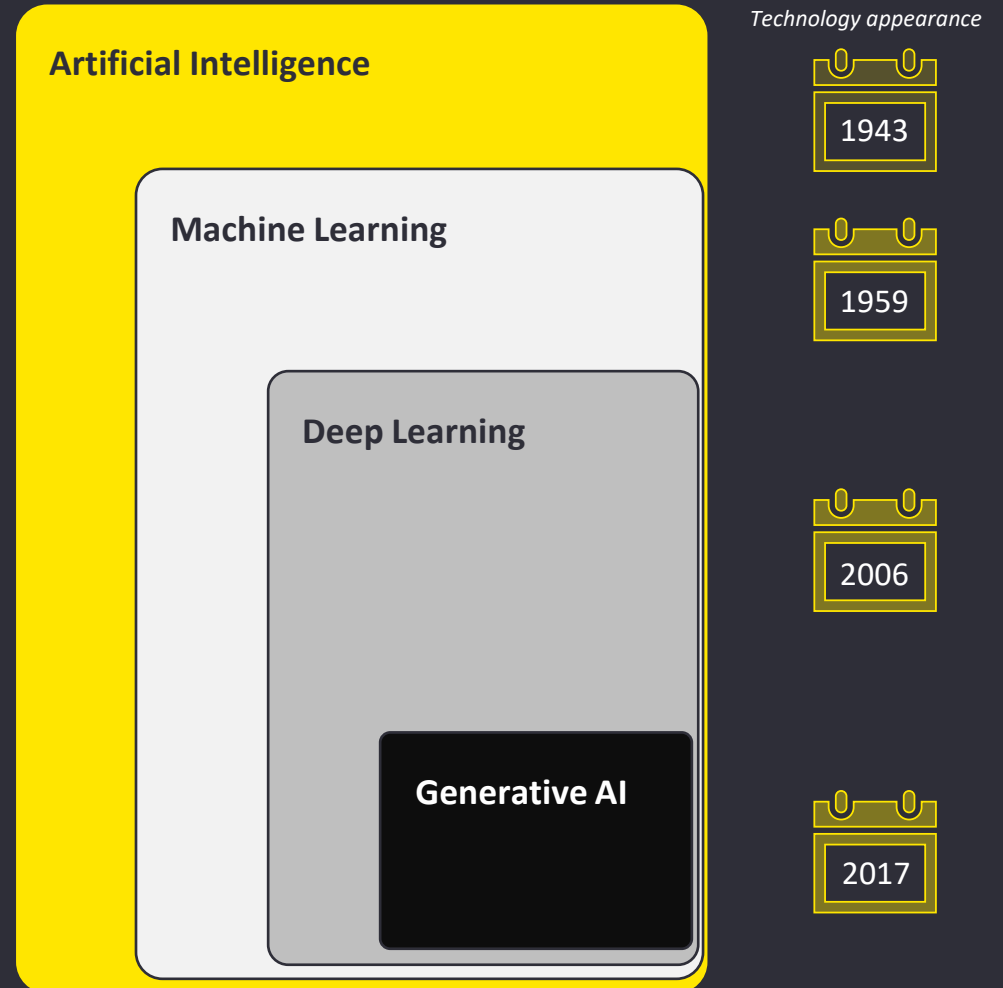 Technology appearance
Artificial Intelligence
1943
Machine Learning
1959
Deep Learning
2006
Generative AI
2017